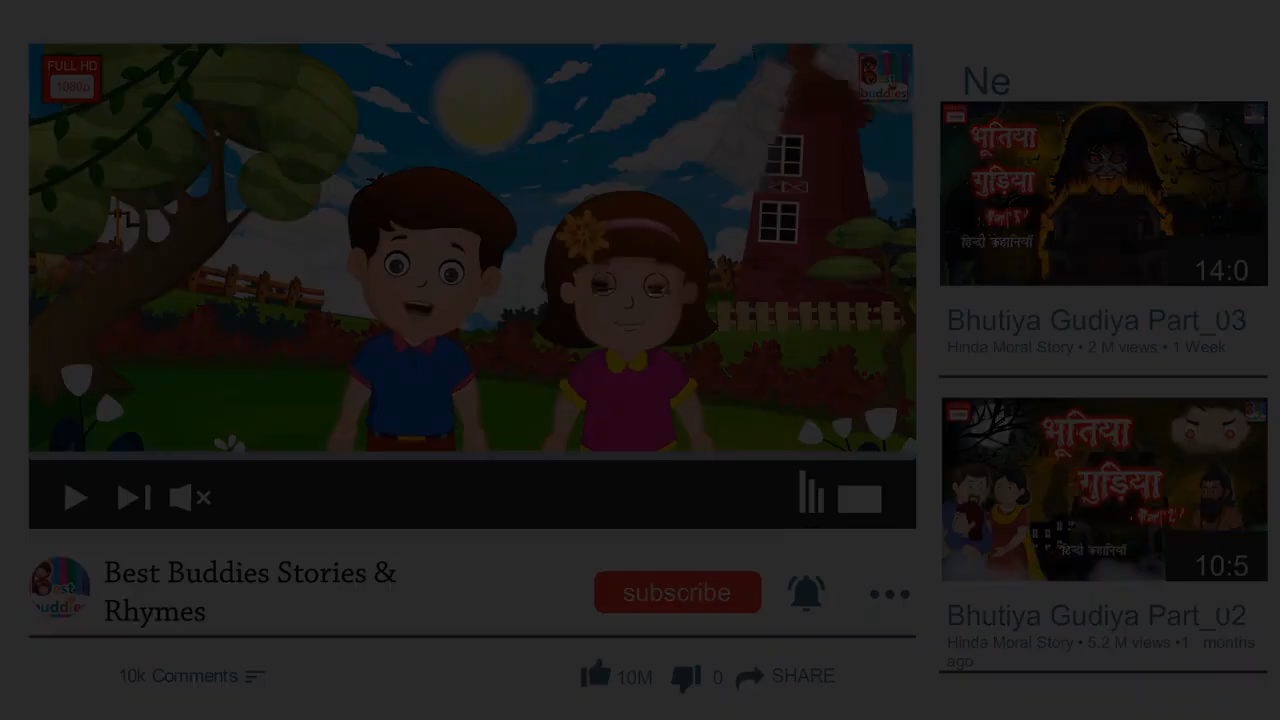 FULL HD
1080p
buddies
Ne
भूतिया
गुड़िया
हिन्दी कहानियाँ
14:0
Bhutiya Gudiya Part_03
Hinda Moral Story • 2 M views • 1 Week
भूतिया
गुड़िया
हिन्दी कहानियाँ
10:5
Bhutiya Gudiya Part_02
Hinda Moral Story • 5.2 M views •1 months
ago
Best Buddies Stories &
Rhymes
subscribe
10k Comments
10M
0
SHARE